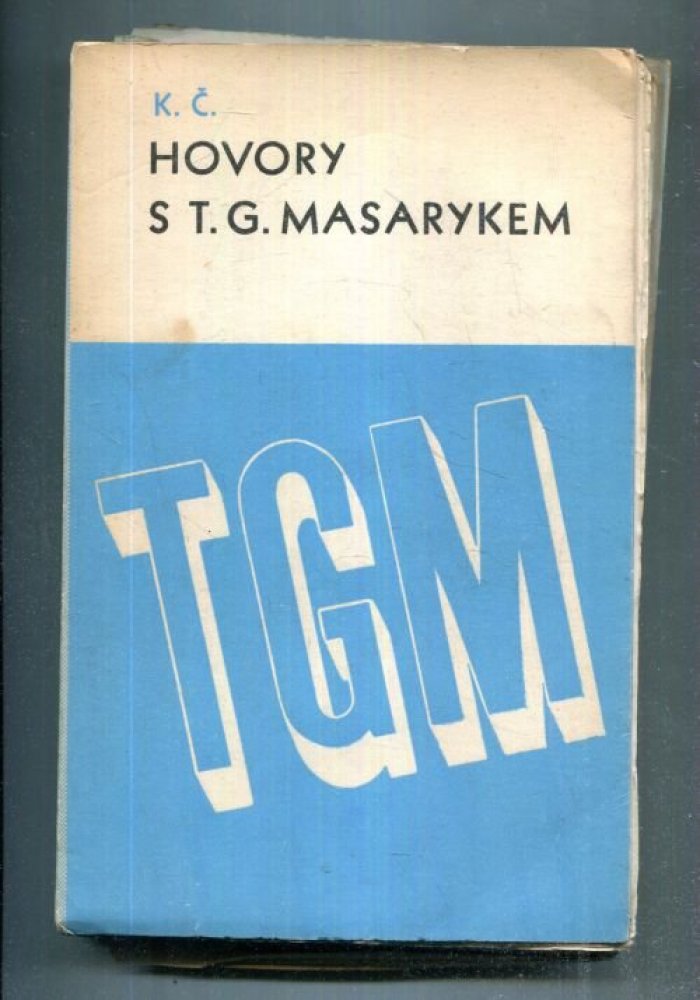 K. Č.
HOVORY
S T. G. MASARYKEM
TGM